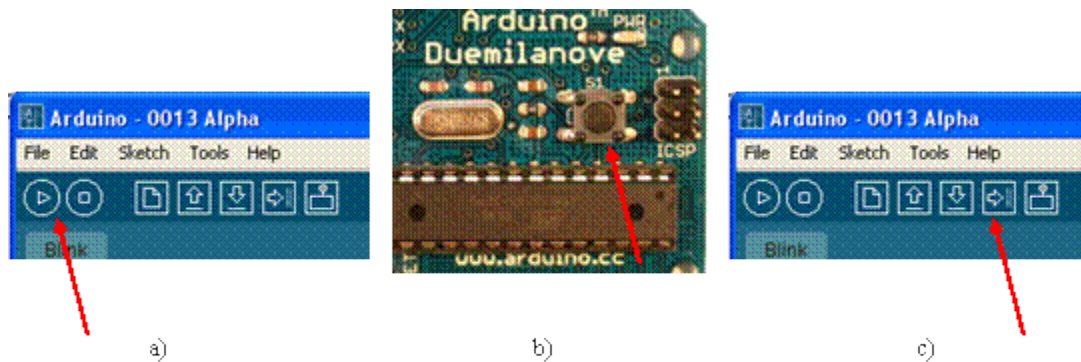 Arduino - 0013 Alpha
File Edit Sketch Tools Help
Blink
a)
Arduino™
PWR
X
Duemilanove
S1
1
ICSP
www.arduino.cc
b)
Arduino - 0013 Alpha
File Edit Sketch Tools Help
Blink
c)